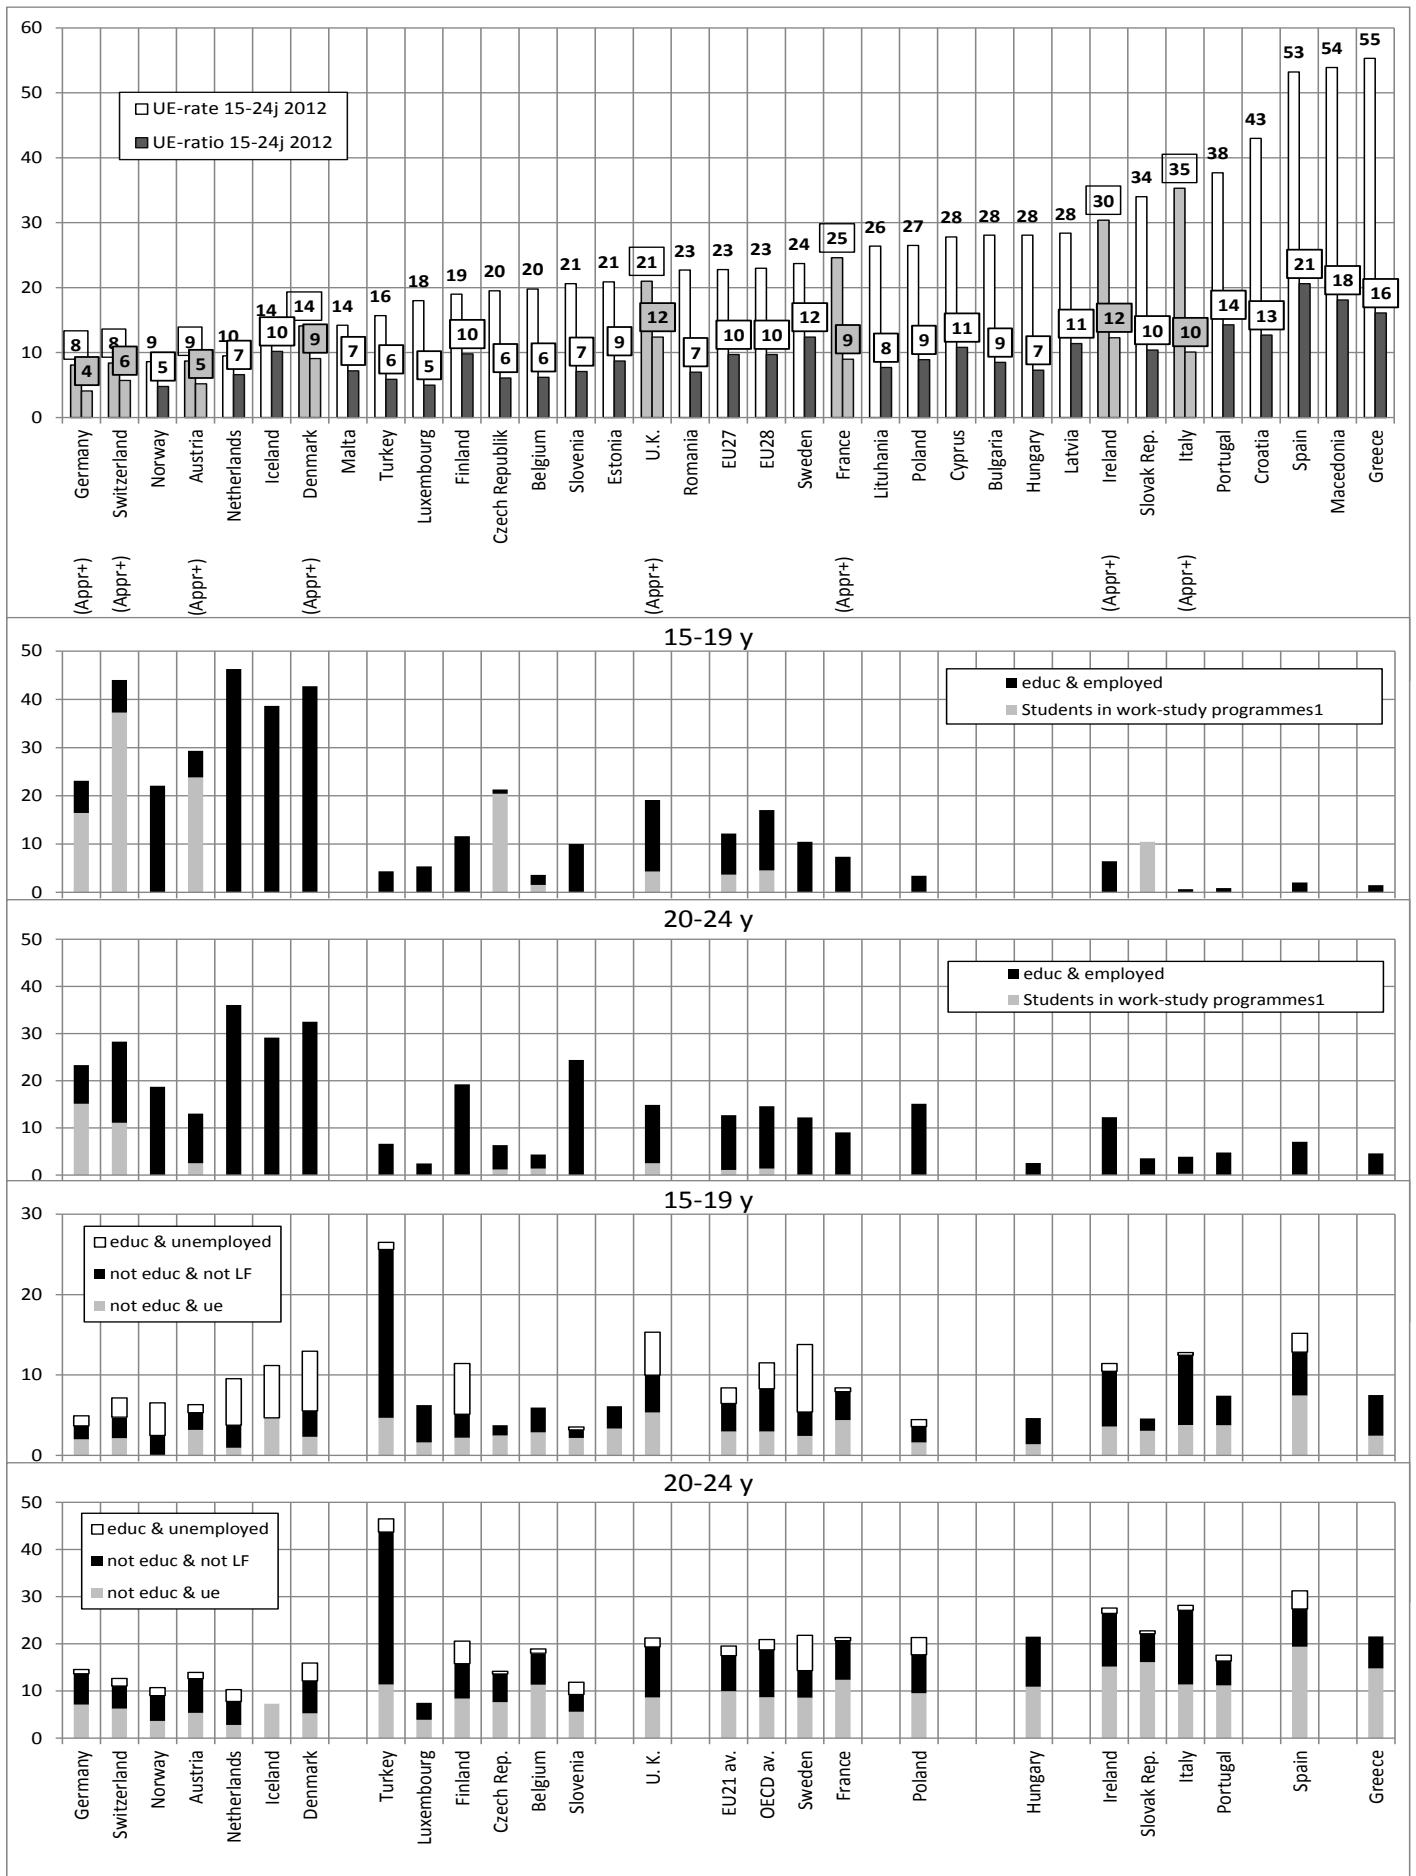 60
50
40
30
20
10
0
UE-rate 15-24j 2012
UE-ratio 15-24j 2012
8 8 9 9 10 14 14 14 16 18 19 20 20 21 21 21 23 23 23 24 25 26 27 28 28 28 28 30 34 35 38 43 53 54 55
4 6 5 5 7 10 9 7 6 5 10 6 6 7 9 12 7 10 10 12 9 8 9 11 9 7 11 12 10 10 14 13 21 18 16
Germany
Switzerland
Norway
Austria
Netherlands
Iceland
Denmark
Malta
Turkey
Luxembourg
Finland
Czech Republik
Belgium
Slovenia
Estonia
U.K.
Romania
EU27
EU28
Sweden
France
Lituhania
Poland
Cyprus
Bulgaria
Hungary
Latvia
Ireland
Slovak Rep.
Italy
Portugal
Croatia
Spain
Macedonia
Greece
(Appr+)
(Appr+)
(Appr+)
(Appr+)
(Appr+)
(Appr+)
(Appr+)
(Appr+)
15-19 y
50
40
30
20
10
0
educ & employed
Students in work-study programmes1
20-24 y
50
40
30
20
10
0
educ & employed
Students in work-study programmes1
15-19 y
30
20
10
0
educ & unemployed
not educ & not LF
not educ & ue
20-24 y
50
40
30
20
10
0
educ & unemployed
not educ & not LF
not educ & ue
Germany
Switzerland
Norway
Austria
Netherlands
Iceland
Denmark
Turkey
Luxembourg
Finland
Czech Rep.
Belgium
Slovenia
U. K.
EU21 av.
OECD av.
Sweden
France
Poland
Hungary
Ireland
Slovak Rep.
Italy
Portugal
Spain
Greece